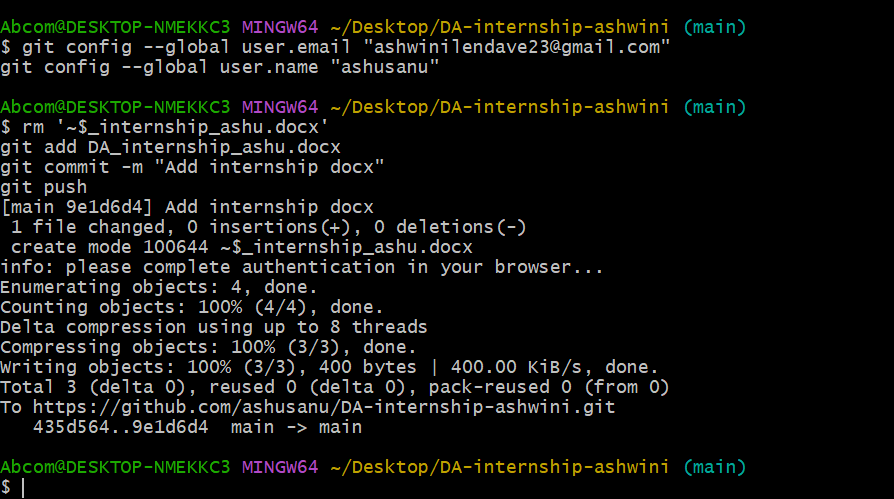 Abcom@DESKTOP-NMEKKC3 MINGW64 ~/Desktop/DA-internship-ashwini (main)
$ git config --global user.email "ashwinilendave23@gmail.com"
git config --global user.name "ashusanu"

Abcom@DESKTOP-NMEKKC3 MINGW64 ~/Desktop/DA-internship-ashwini (main)
$ rm '~$_internship_ashu.docx'
git add DA_internship_ashu.docx
git commit -m "Add internship docx"
git push
[main 9e1d6d4] Add internship docx
 1 file changed, 0 insertions(+), 0 deletions(-)
 create mode 100644 ~$_internship_ashu.docx
info: please complete authentication in your browser...
Enumerating objects: 4, done.
Counting objects: 100% (4/4), done.
Delta compression using up to 8 threads
Compressing objects: 100% (3/3), done.
Writing objects: 100% (3/3), 400 bytes | 400.00 KiB/s, done.
Total 3 (delta 0), reused 0 (delta 0), pack-reused 0 (from 0)
To https://github.com/ashusanu/DA-internship-ashwini.git
   435d564..9e1d6d4  main -> main

Abcom@DESKTOP-NMEKKC3 MINGW64 ~/Desktop/DA-internship-ashwini (main)
$